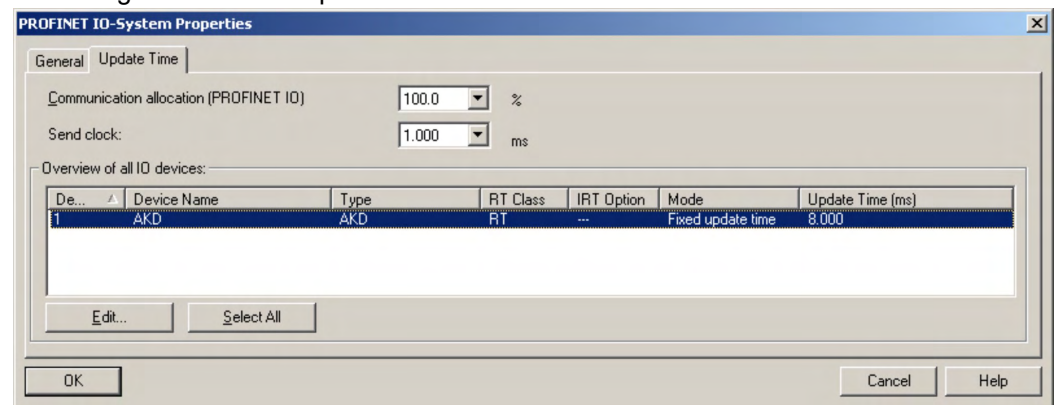 PROFINET IO-System Properties
General Update Time
Communication allocation (PROFINET IO) 100.0 %
Send clock: 1.000 ms
Overview of all IO devices:
De... Device Name Type RT Class IRT Option Mode Update Time (ms)
1 AKD AKD RT --- Fixed update time 8.000
Edit... Select All
OK Cancel Help